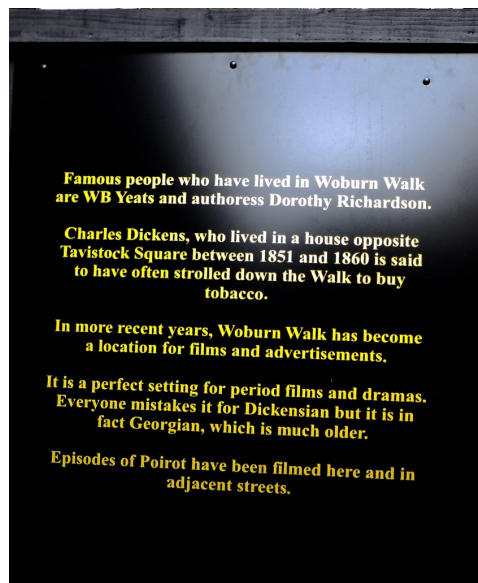 Famous people who have lived in Woburn Walk
are WB Yeats and authoress Dorothy Richardson.
Charles Dickens, who lived in a house opposite
Tavistock Square between 1851 and 1860 is said
to have often strolled down the Walk to buy
tobacco.
In more recent years, Woburn Walk has become
a location for films and advertisements.
It is a perfect setting for period films and dramas.
Everyone mistakes it for Dickensian but it is in
fact Georgian, which is much older.
Episodes of Poirot have been filmed here and in
adjacent streets.